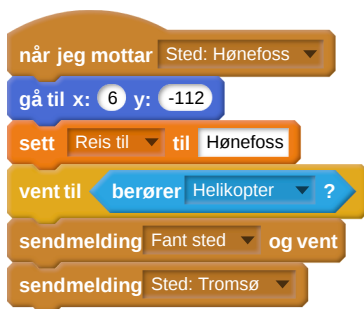 når jeg mottar Sted: Hønefoss
gå til x: 6 y: -112
sett Reis til til Hønefoss
vent til berører Helikopter ?
sendmelding Fant sted og vent
sendmelding Sted: Tromsø